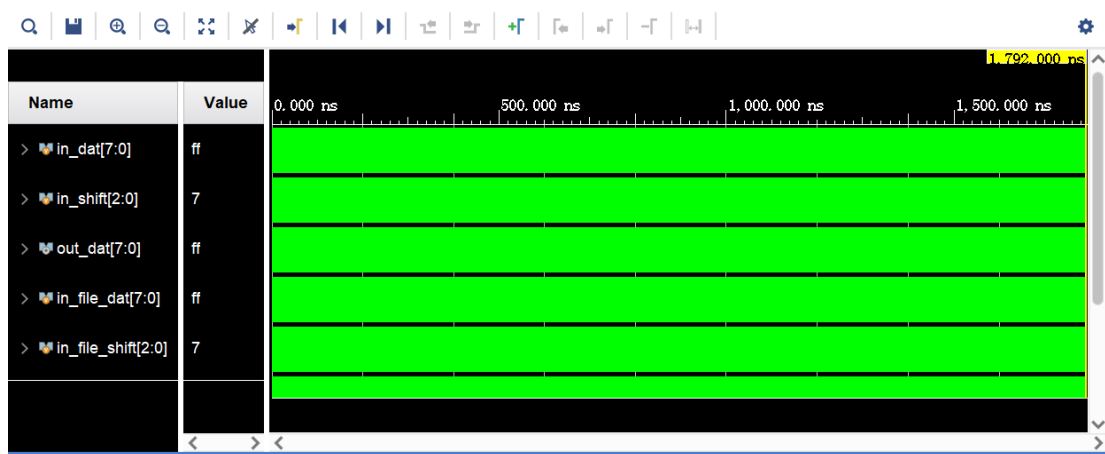 1,792.000 ns
Name Value 0.000 ns 500.000 ns 1,000.000 ns 1,500.000 ns
in_dat[7:0] ff
in_shift[2:0] 7
out_dat[7:0] ff
in_file_dat[7:0] ff
in_file_shift[2:0] 7